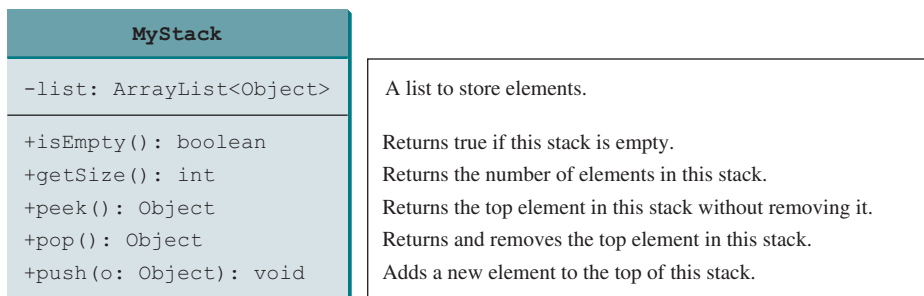 MyStack
-list: ArrayList<Object>
A list to store elements.
+isEmpty(): boolean
Returns true if this stack is empty.
+getSize(): int
Returns the number of elements in this stack.
+peek(): Object
Returns the top element in this stack without removing it.
+pop(): Object
Returns and removes the top element in this stack.
+push(o: Object): void
Adds a new element to the top of this stack.